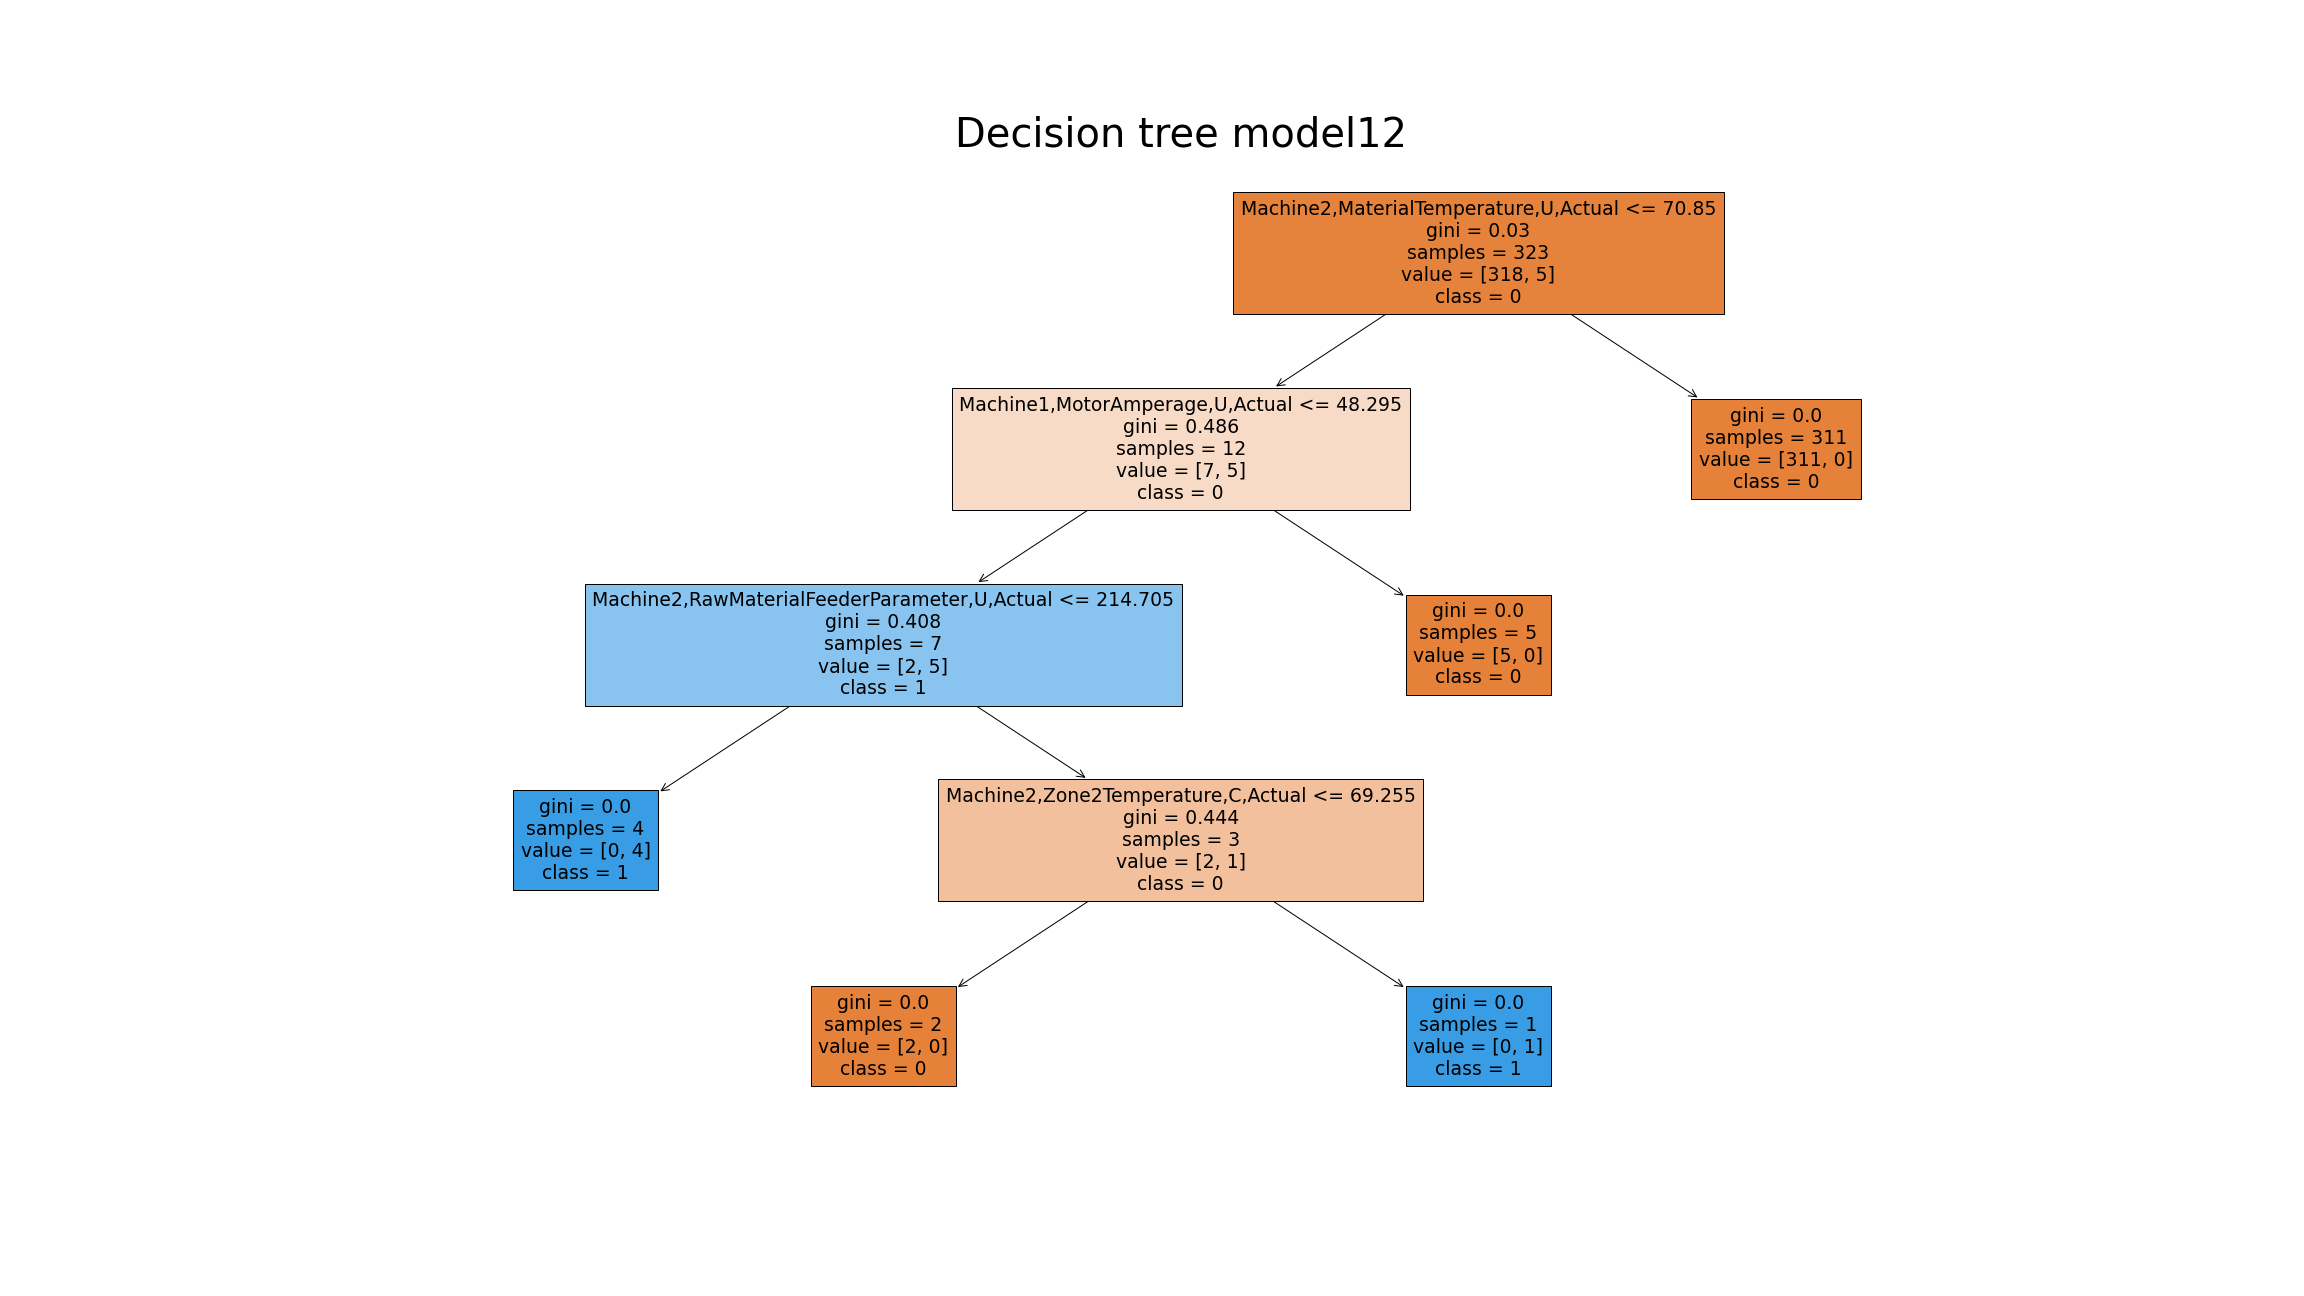 Decision tree model12
Machine2,MaterialTemperature,U,Actual <= 70.85
gini = 0.03
samples = 323
value = [318, 5]
class = 0
Machine1,MotorAmperage,U,Actual <= 48.295
gini = 0.486
samples = 12
value = [7, 5]
class = 0
gini = 0.0
samples = 311
value = [311, 0]
class = 0
Machine2,RawMaterialFeederParameter,U,Actual <= 214.705
gini = 0.408
samples = 7
value = [2, 5]
class = 1
gini = 0.0
samples = 5
value = [5, 0]
class = 0
gini = 0.0
samples = 4
value = [0, 4]
class = 1
Machine2,Zone2Temperature,C,Actual <= 69.255
gini = 0.444
samples = 3
value = [2, 1]
class = 0
gini = 0.0
samples = 2
value = [2, 0]
class = 0
gini = 0.0
samples = 1
value = [0, 1]
class = 1